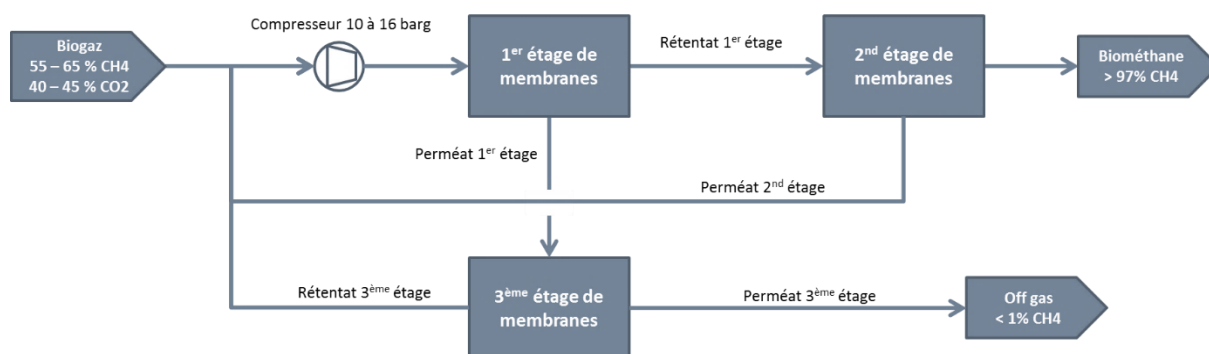 Compresseur 10 à 16 barg
Biogaz
55 – 65 % CH4
40 – 45 % CO2
1er étage de
membranes
Rétentat 1er étage
2nd étage de
membranes
Biométhane
> 97% CH4
Perméat 1er étage
Perméat 2nd étage
Rétentat 3ème étage
3ème étage de
membranes
Perméat 3ème étage
Off gas
< 1% CH4